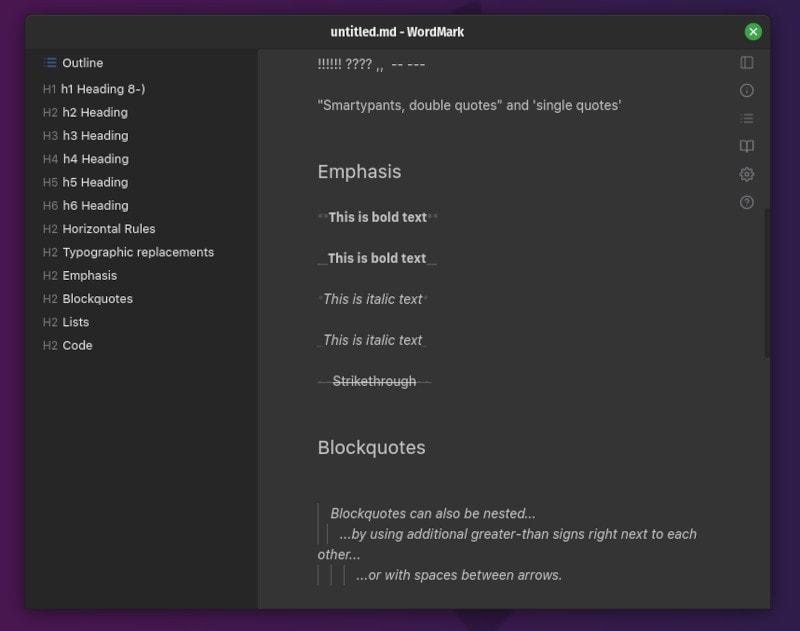 untitled.md - WordMark
Outline
H1 h1 Heading 8-)
H2 h2 Heading
H3 h3 Heading
H4 h4 Heading
H5 h5 Heading
H6 h6 Heading
H2 Horizontal Rules
H2 Typographic replacements
H2 Emphasis
H2 Blockquotes
H2 Lists
H2 Code
!!!!!! ???? ,, -- ---
"Smartypants, double quotes" and 'single quotes'
Emphasis
**This is bold text**
__This is bold text__
*This is italic text*
_This is italic text_
~~Strikethrough~~
Blockquotes
Blockquotes can also be nested...
...by using additional greater-than signs right next to each
other...
...or with spaces between arrows.